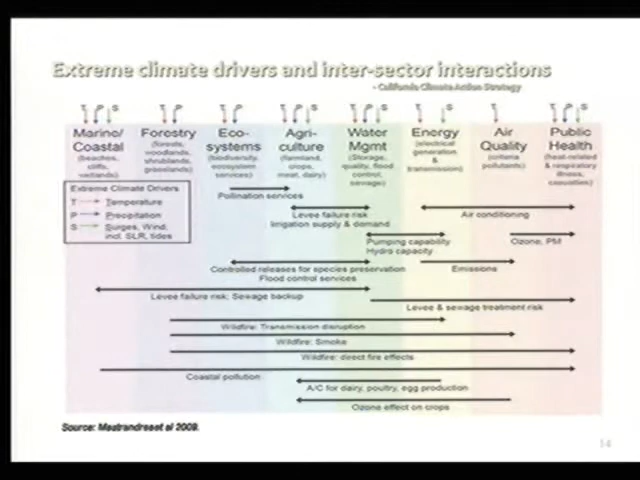 Extreme climate drivers and inter-sector interactions
- California Climate Action Strategy
T P S T P T P T P S T P S T S T T P S
Marine/ Forestry Eco- Agri- Water Energy Air Public
Coastal systems culture Mgmt Quality Health
(beaches, cliffs, wetlands)
(forests, woodlands, shrublands, grasslands)
(biodiversity, ecosystem services)
(farmland, crops, meat, dairy)
(Storage, quality, flood control, sewage)
(electrical generation & transmission)
(criteria pollutants)
(heat-related & respiratory illness, casualties)
Extreme Climate Drivers
T Temperature
P Precipitation
S Surges, Wind,
incl. SLR, tides
Pollination services
Levee failure risk
Irrigation supply & demand
Air conditioning
Pumping capability
Hydro capacity
Ozone, PM
Controlled releases for species preservation
Flood control services
Emissions
Levee failure risk; Sewage backup
Levee & sewage treatment risk
Wildfire: Transmission disruption
Wildfire: Smoke
Wildfire: direct fire effects
Coastal pollution
A/C for dairy, poultry, egg production
Ozone effect on crops
Source: et al 2009.
14